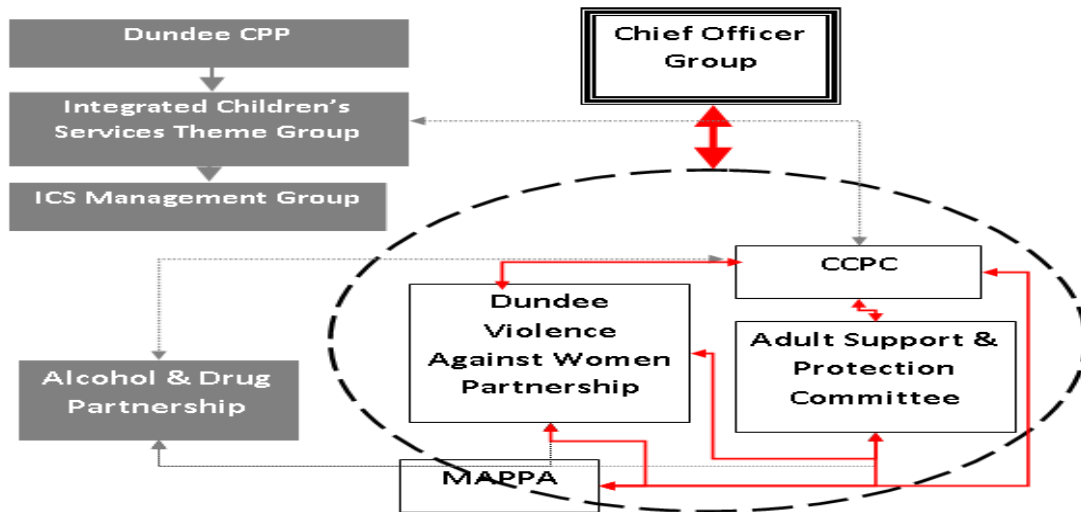 Dundee CPP
Integrated Children's
Services Theme Group
ICS Management Group
Chief Officer
Group
CCPC
Dundee
Violence
Against Women
Partnership
Adult Support &
Protection
Committee
Alcohol & Drug
Partnership
MAPPA